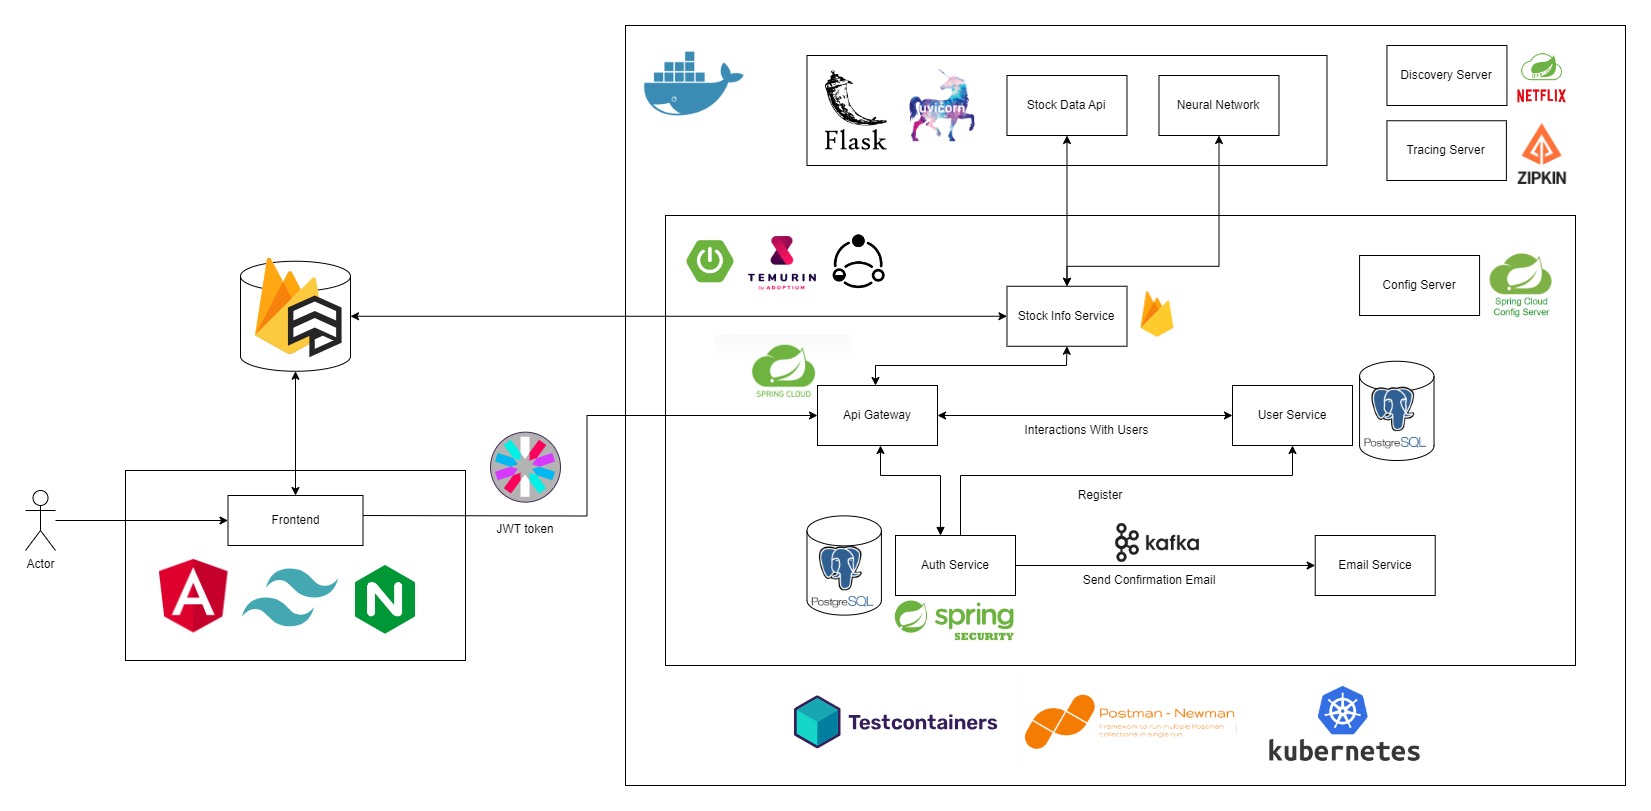 Flask
uvicorn
Stock Data Api
Neural Network
Discovery Server
NETFLIX
Tracing Server
ZIPKIN
TEMURIN
by ADOPTIUM
Stock Info Service
Config Server
Spring Cloud
Config Server
SPRING CLOUD
Api Gateway
Interactions With Users
User Service
PostgreSQL
Actor
Frontend
JWT token
Register
PostgreSQL
Auth Service
kafka
Send Confirmation Email
Email Service
spring
SECURITY
Testcontainers
Postman - Newman
Framework to run multiple Postman
collections in single run
kubernetes